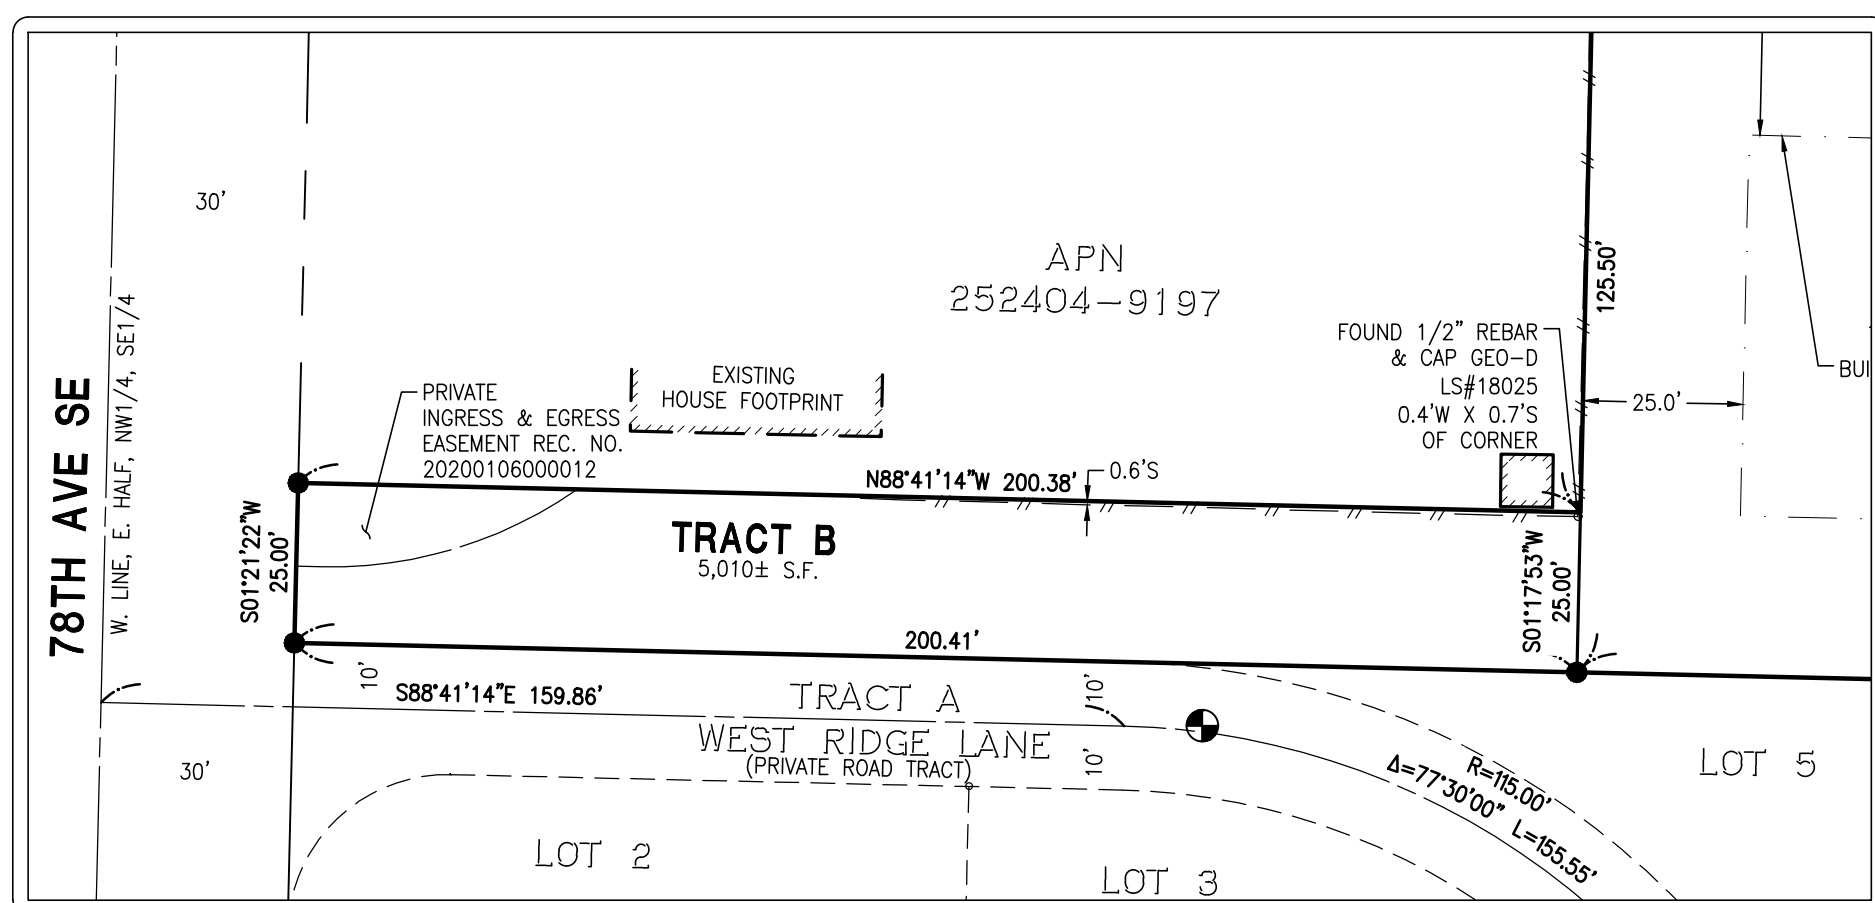 30'
APN
252404-9197
125.50'
FOUND 1/2" REBAR
& CAP GEO-D
LS#18025
0.4'W X 0.7'S
OF CORNER
25.0'
BUI
78TH AVE SE
W. LINE, E. HALF, NW1/4, SE1/4
PRIVATE
INGRESS & EGRESS
EASEMENT REC. NO.
20200106000012
EXISTING
HOUSE FOOTPRINT
N88°41'14"W 200.38'
0.6'S
S01°21'22"W
25.00'
TRACT B
5,010± S.F.
S01°17'53"W
25.00'
200.41'
10'
S88°41'14"E 159.86'
TRACT A
10'
WEST RIDGE LANE
(PRIVATE ROAD TRACT)
10'
30'
R=115.00'
Δ=77°30'00" L=155.55'
LOT 5
LOT 2
LOT 3